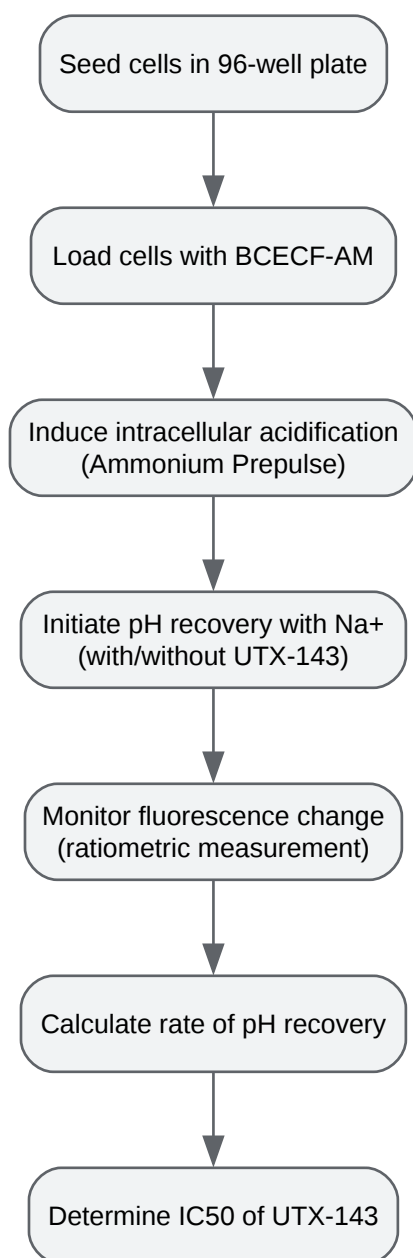 Seed cells in 96-well plate
Load cells with BCECF-AM
Induce intracellular acidification
(Ammonium Prepulse)
Initiate pH recovery with Na+
(with/without UTX-143)
Monitor fluorescence change
(ratiometric measurement)
Calculate rate of pH recovery
Determine IC50 of UTX-143